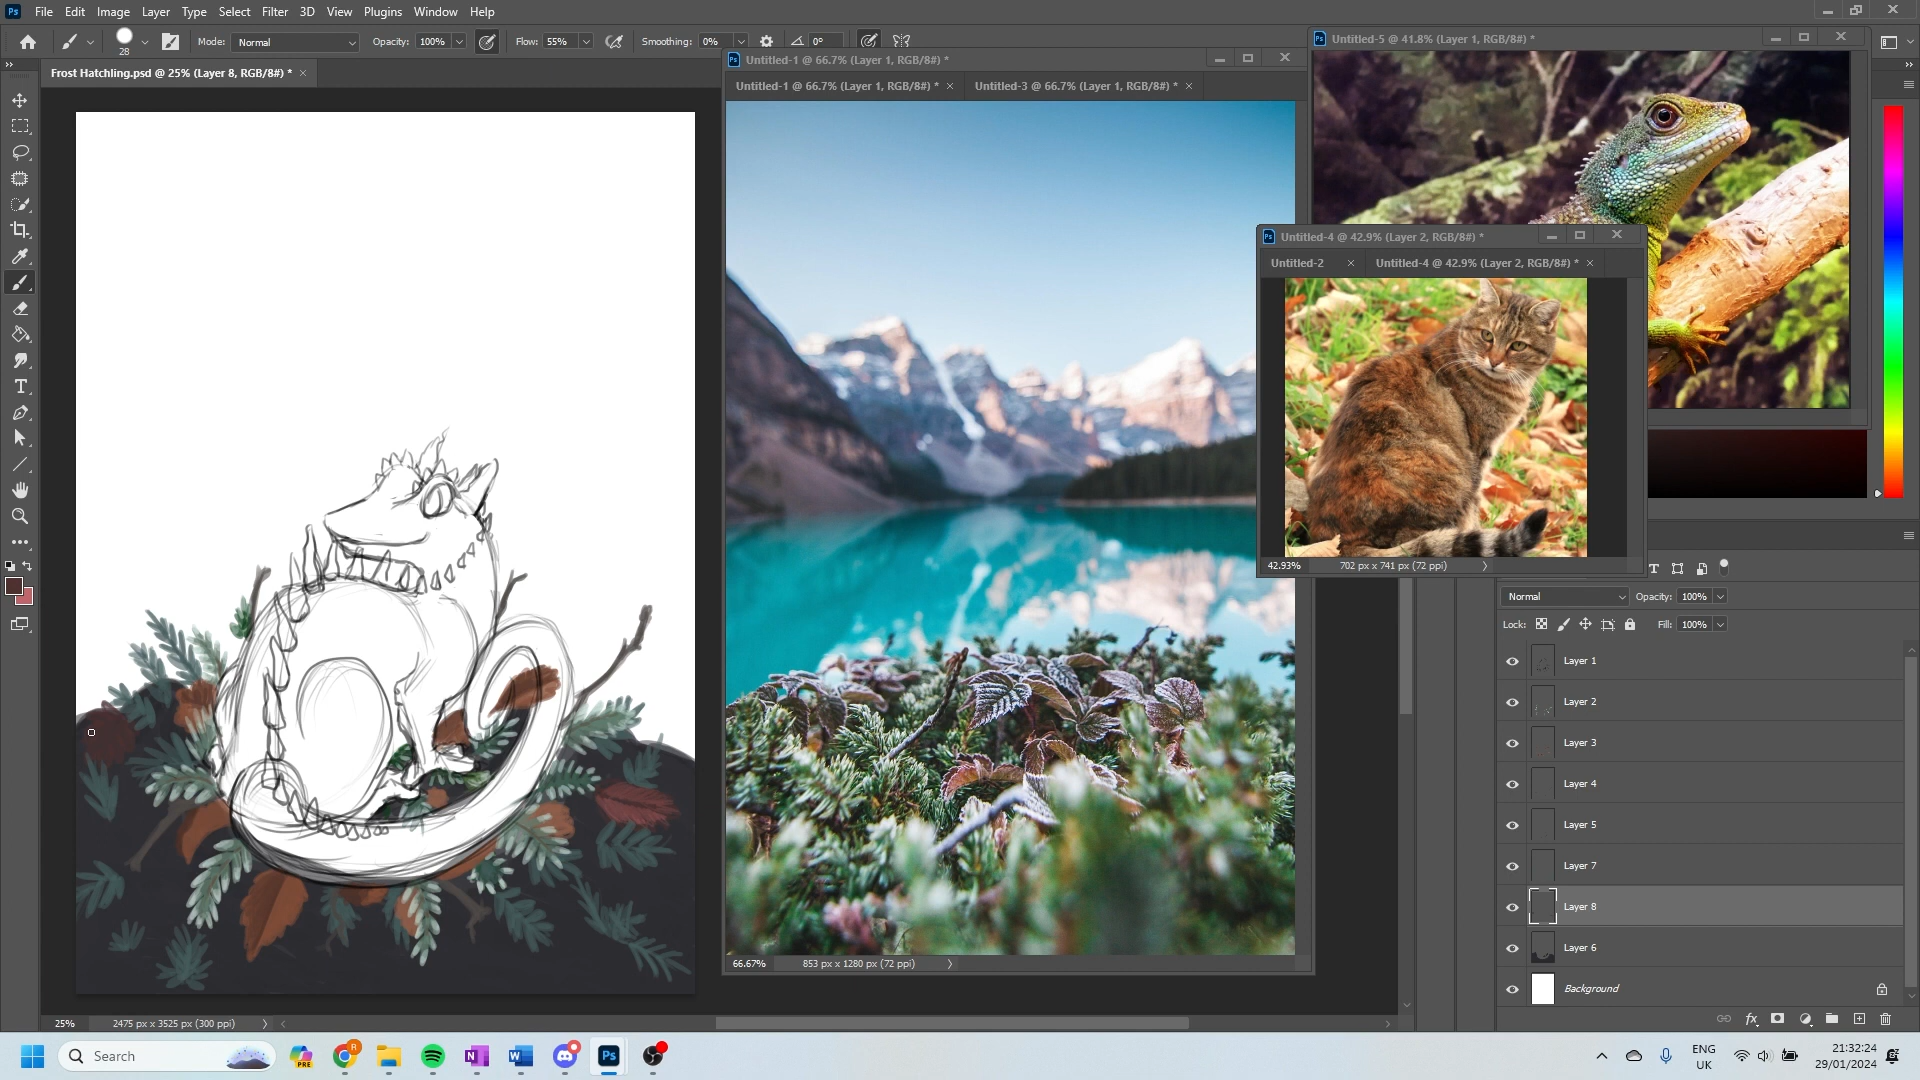 Ps File Edit Image Layer Type Select Filter 3D View Plugins Window Help
28 Mode: Normal Opacity: 100% Flow: 55% Smoothing: 0% 0°
Frost Hatchling.psd @ 25% (Layer 8, RGB/8#) *
Ps Untitled-1 @ 66.7% (Layer 1, RGB/8#) *
Untitled-1 @ 66.7% (Layer 1, RGB/8#) *
Untitled-3 @ 66.7% (Layer 1, RGB/8#) *
Ps Untitled-5 @ 41.8% (Layer 1, RGB/8#) *
Ps Untitled-4 @ 42.9% (Layer 2, RGB/8#) *
Untitled-2
Untitled-4 @ 42.9% (Layer 2, RGB/8#) *
42.93% 702 px x 741 px (72 ppi)
Normal Opacity: 100%
Lock: Fill: 100%
Layer 1
Layer 2
Layer 3
Layer 4
Layer 5
Layer 7
Layer 8
Layer 6
Background
66.67% 853 px x 1280 px (72 ppi)
25% 2475 px x 3525 px (300 ppi)
Search
PRE
R
N
W
Ps
ENG
UK
21:32:24
29/01/2024